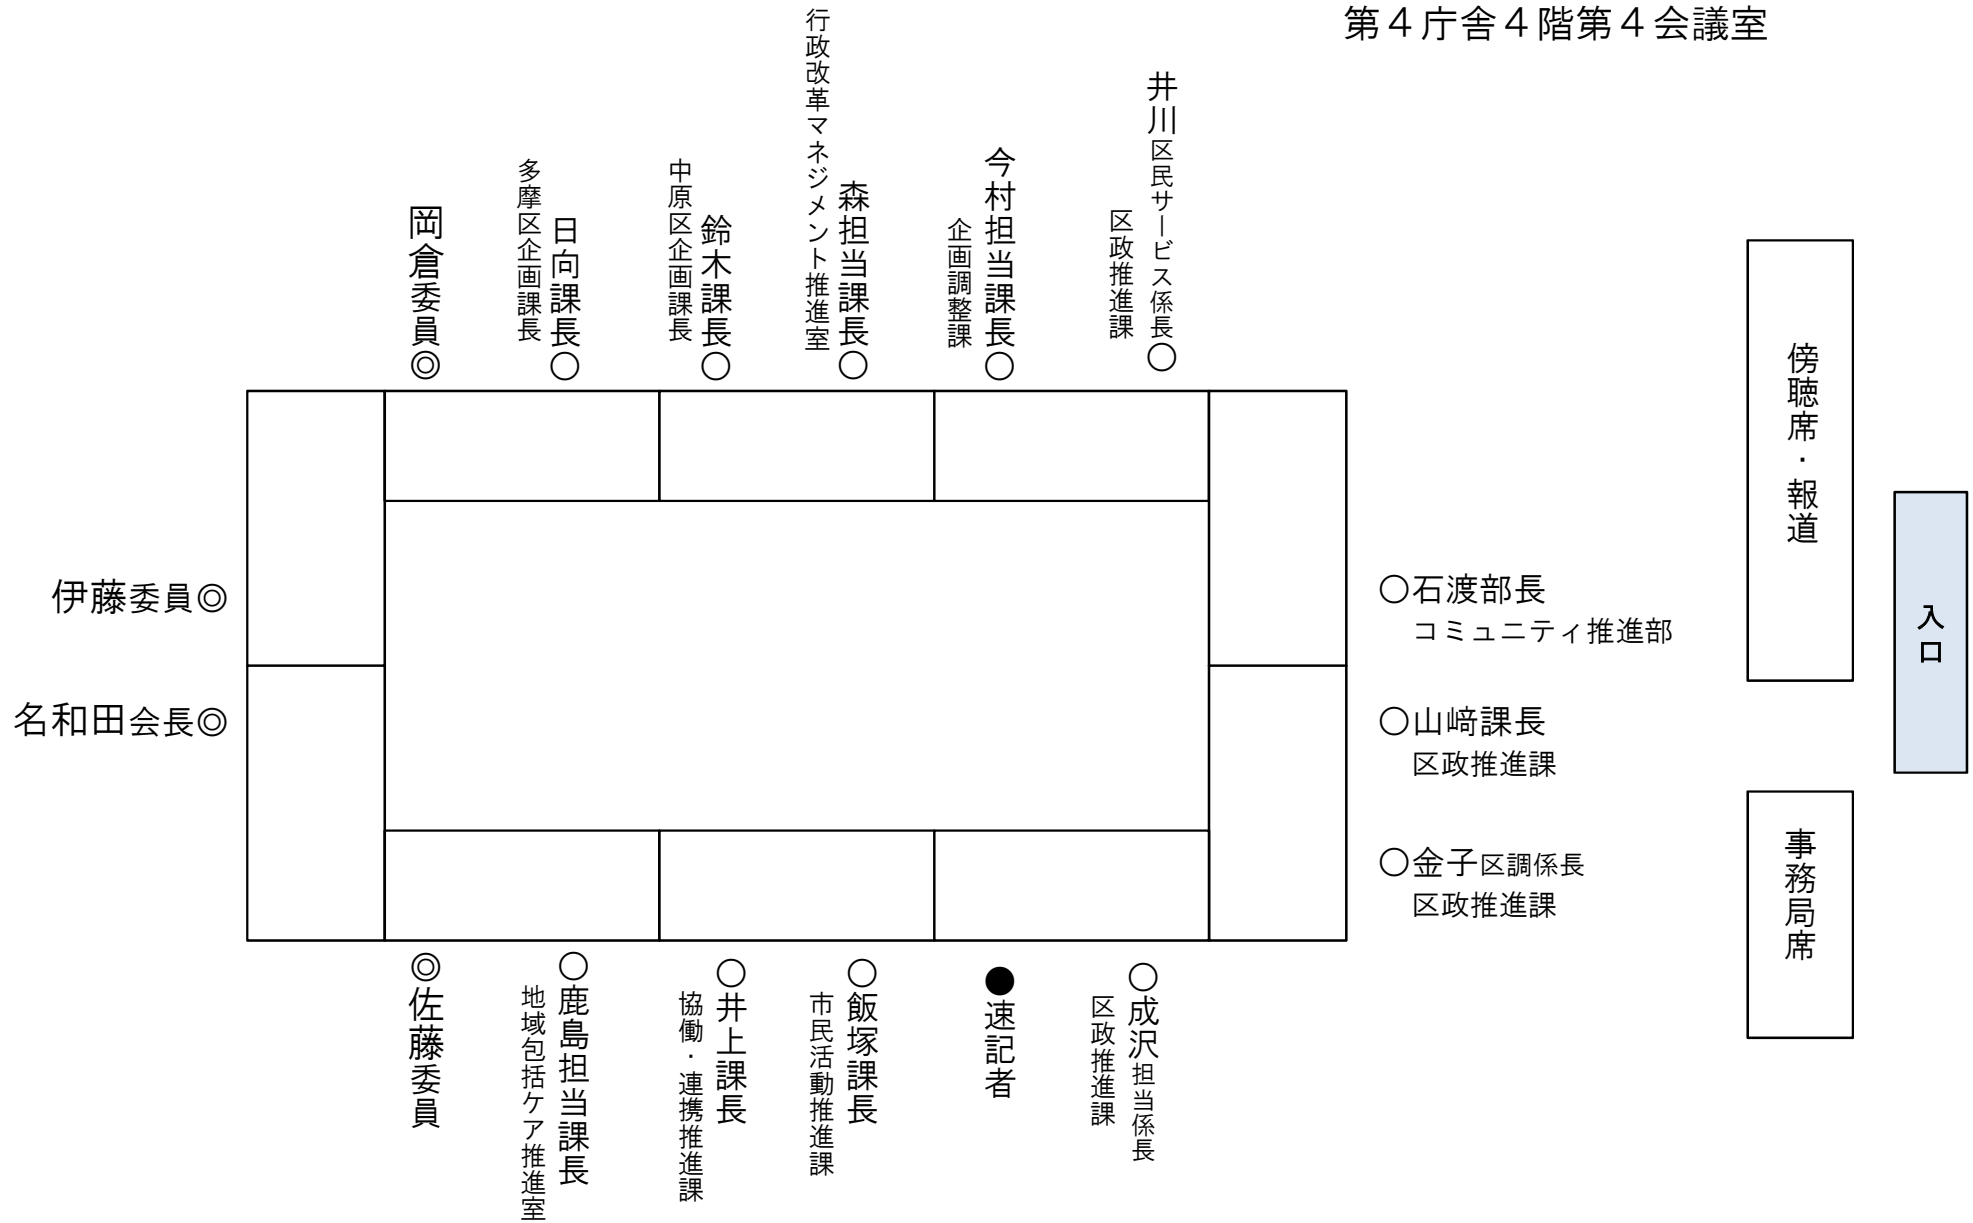 第４庁舎４階第４会議室
岡倉委員◎
多摩区企画課長
日向課長○
中原区企画課長
鈴木課長○
行政改革マネジメント推進室
森担当課長○
企画調整課
今村担当課長○
区政推進課
井川区民サービス係長○
伊藤委員◎
名和田会長◎
○石渡部長
コミュニティ推進部
○山﨑課長
区政推進課
○金子区調係長
区政推進課
◎佐藤委員
○鹿島担当課長
地域包括ケア推進室
○井上課長
協働・連携推進課
○飯塚課長
市民活動推進課
●速記者
○成沢担当係長
区政推進課
傍聴席・報道
事務局席
入口